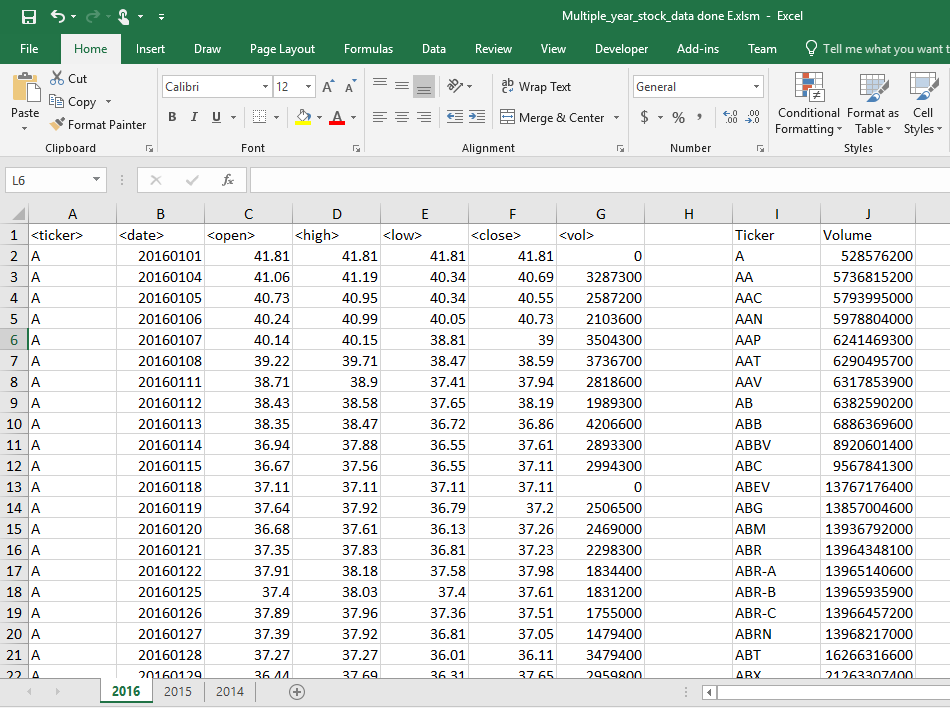 Multiple_year_stock_data done E.xlsm - Excel
File Home Insert Draw Page Layout Formulas Data Review View Developer Add-ins Team Tell me what you want t
Cut
Copy
Format Painter
Paste
Clipboard
Calibri 12
B I U A
Font
Wrap Text
Merge & Center
Alignment
General
$ % ,
Number
Conditional Formatting
Format as Table
Cell Styles
Styles
L6 fx
A B C D E F G H I J
1 <ticker> <date> <open> <high> <low> <close> <vol> Ticker Volume
2 A 20160101 41.81 41.81 41.81 41.81 0 A 528576200
3 A 20160104 41.06 41.19 40.34 40.69 3287300 AA 5736815200
4 A 20160105 40.73 40.95 40.34 40.55 2587200 AAC 5793995000
5 A 20160106 40.24 40.99 40.05 40.73 2103600 AAN 5978804000
6 A 20160107 40.14 40.15 38.81 39 3504300 AAP 6241469300
7 A 20160108 39.22 39.71 38.47 38.59 3736700 AAT 6290495700
8 A 20160111 38.71 38.9 37.41 37.94 2818600 AAV 6317853900
9 A 20160112 38.43 38.58 37.65 38.19 1989300 AB 6382590200
10 A 20160113 38.35 38.47 36.72 36.86 4206600 ABB 6886369600
11 A 20160114 36.94 37.88 36.55 37.61 2893300 ABBV 8920601400
12 A 20160115 36.67 37.56 36.55 37.11 2994300 ABC 9567841300
13 A 20160118 37.11 37.11 37.11 37.11 0 ABEV 13767176400
14 A 20160119 37.64 37.92 36.79 37.2 2506500 ABG 13857004600
15 A 20160120 36.68 37.61 36.13 37.26 2469000 ABM 13936792000
16 A 20160121 37.35 37.83 36.81 37.23 2298300 ABR 13964348100
17 A 20160122 37.91 38.18 37.58 37.98 1834400 ABR-A 13965140600
18 A 20160125 37.4 38.03 37.4 37.61 1831200 ABR-B 13965935900
19 A 20160126 37.89 37.96 37.36 37.51 1755000 ABR-C 13966457200
20 A 20160127 37.39 37.92 36.81 37.05 1479400 ABRN 13968217000
21 A 20160128 37.27 37.27 36.01 36.11 3479400 ABT 16266316600
22 A 20160129 36.44 37.69 36.31 37.65 2959800 ABX 21263307400
2016 2015 2014